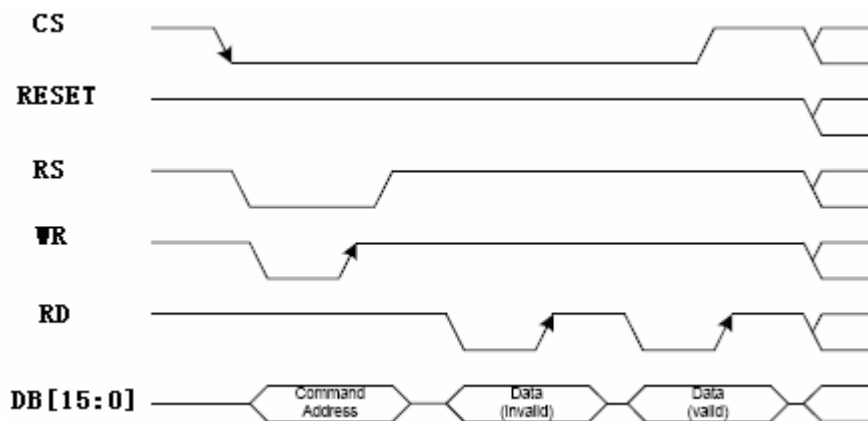 CS
RESET
RS
WR
RD
DB[15:0]
Command
Address
Data
(invalid)
Data
(valid)